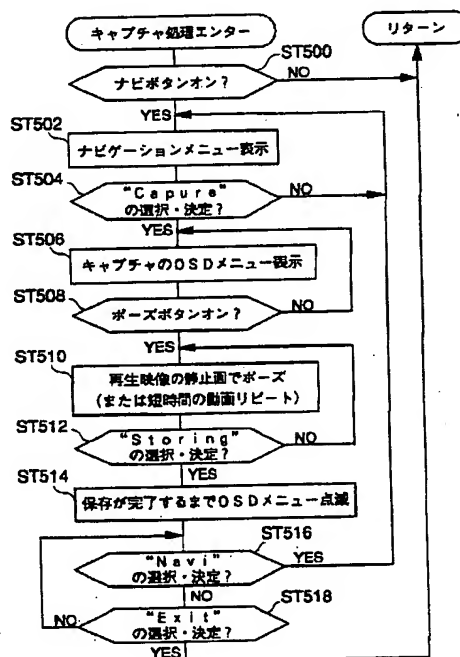 キャプチャ処理エンター
リターン
ST500
ナビボタンオン?
NO
YES
ST502
ナビゲーションメニュー表示
ST504
"Capure"
の選択・決定?
NO
YES
ST506
キャプチャのOSDメニュー表示
ST508
ポーズボタンオン?
NO
YES
ST510
再生映像の静止画でポーズ
(または短時間の動画リピート)
ST512
"Storing"
の選択・決定?
NO
YES
ST514
保存が完了するまでOSDメニュー点滅
ST516
"Navi"
の選択・決定?
YES
NO
ST518
"Exit"
の選択・決定?
NO
YES